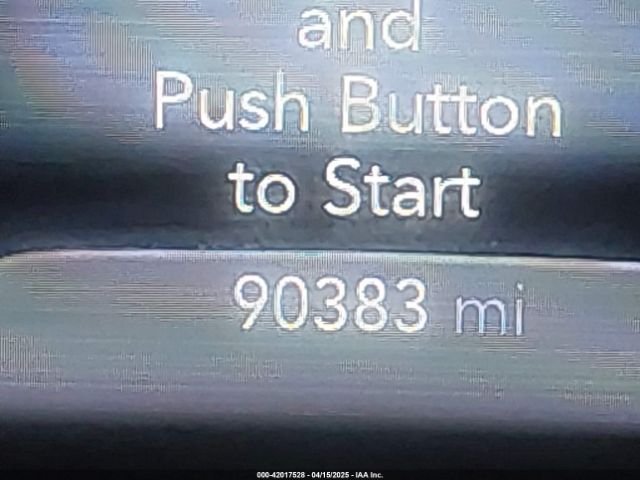 and
Push Button
to Start
90383 mi
000-42017528 - 04/15/2025 - IAA Inc.